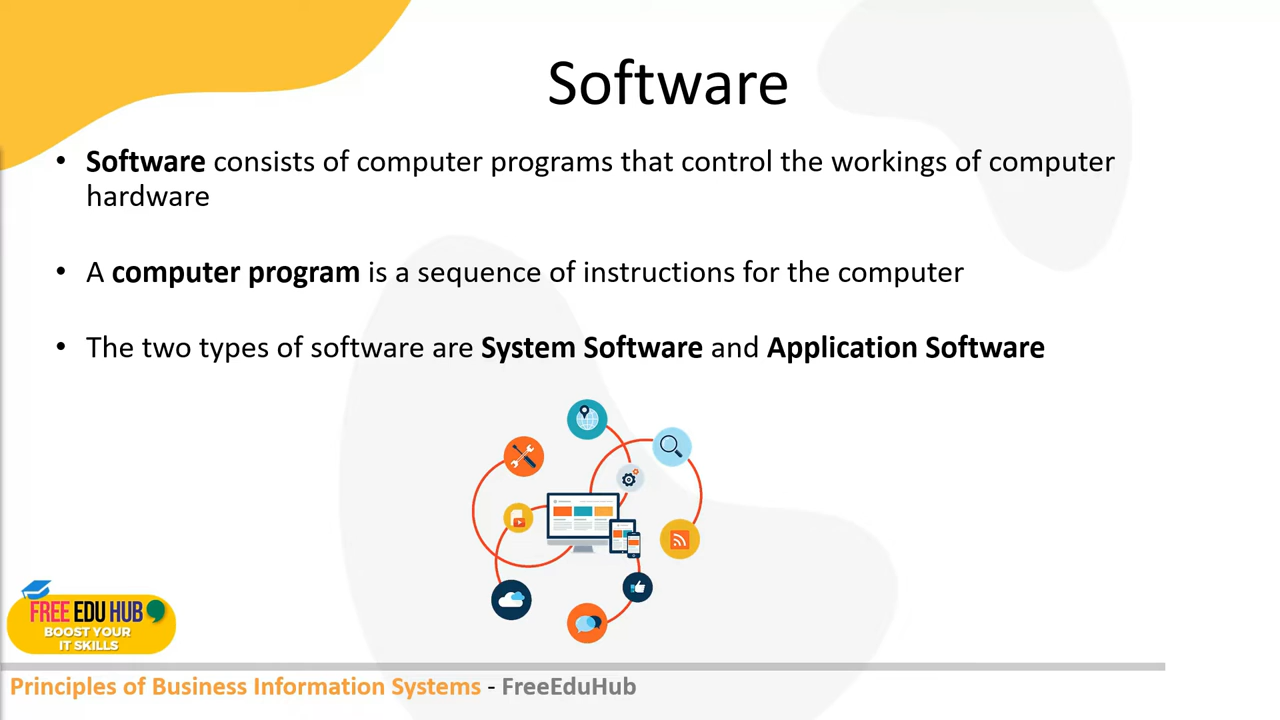 Software
• Software consists of computer programs that control the workings of computer
hardware
• A computer program is a sequence of instructions for the computer
• The two types of software are System Software and Application Software
FREE EDU HUB
BOOST YOUR
IT SKILLS
Principles of Business Information Systems - FreeEduHub